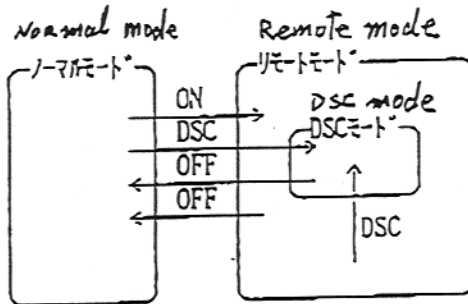 Normal mode
Remote mode
ノーマルモード
リモートモード
DSC mode
DSCモード
ON
DSC
OFF
OFF
DSC